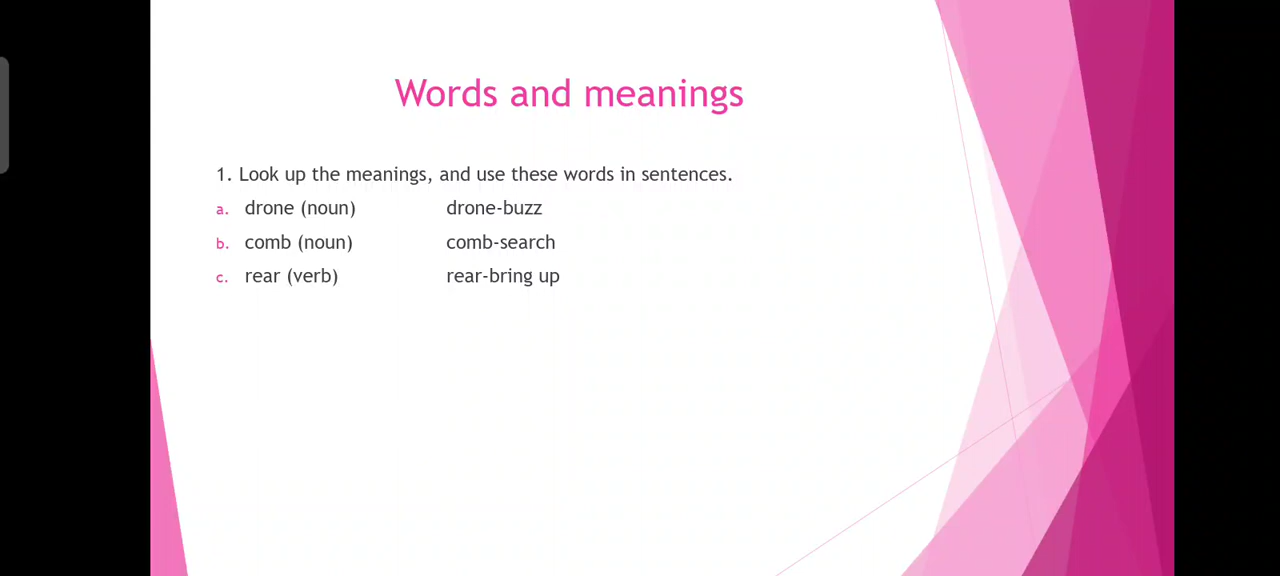 Words and meanings
1. Look up the meanings, and use these words in sentences.
a. drone (noun) drone-buzz
b. comb (noun) comb-search
c. rear (verb) rear-bring up